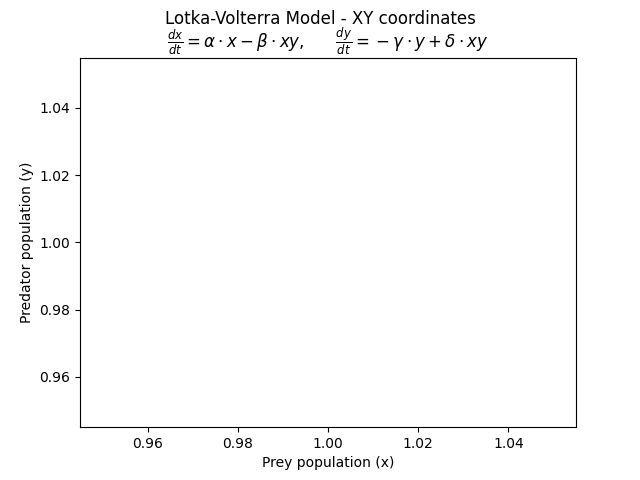 Lotka-Volterra Model - XY coordinates
dx/dt = α · x − β · xy,    dy/dt = − γ · y + δ · xy
1.04
1.02
1.00
0.98
0.96
Predator population (y)
0.96 0.98 1.00 1.02 1.04
Prey population (x)